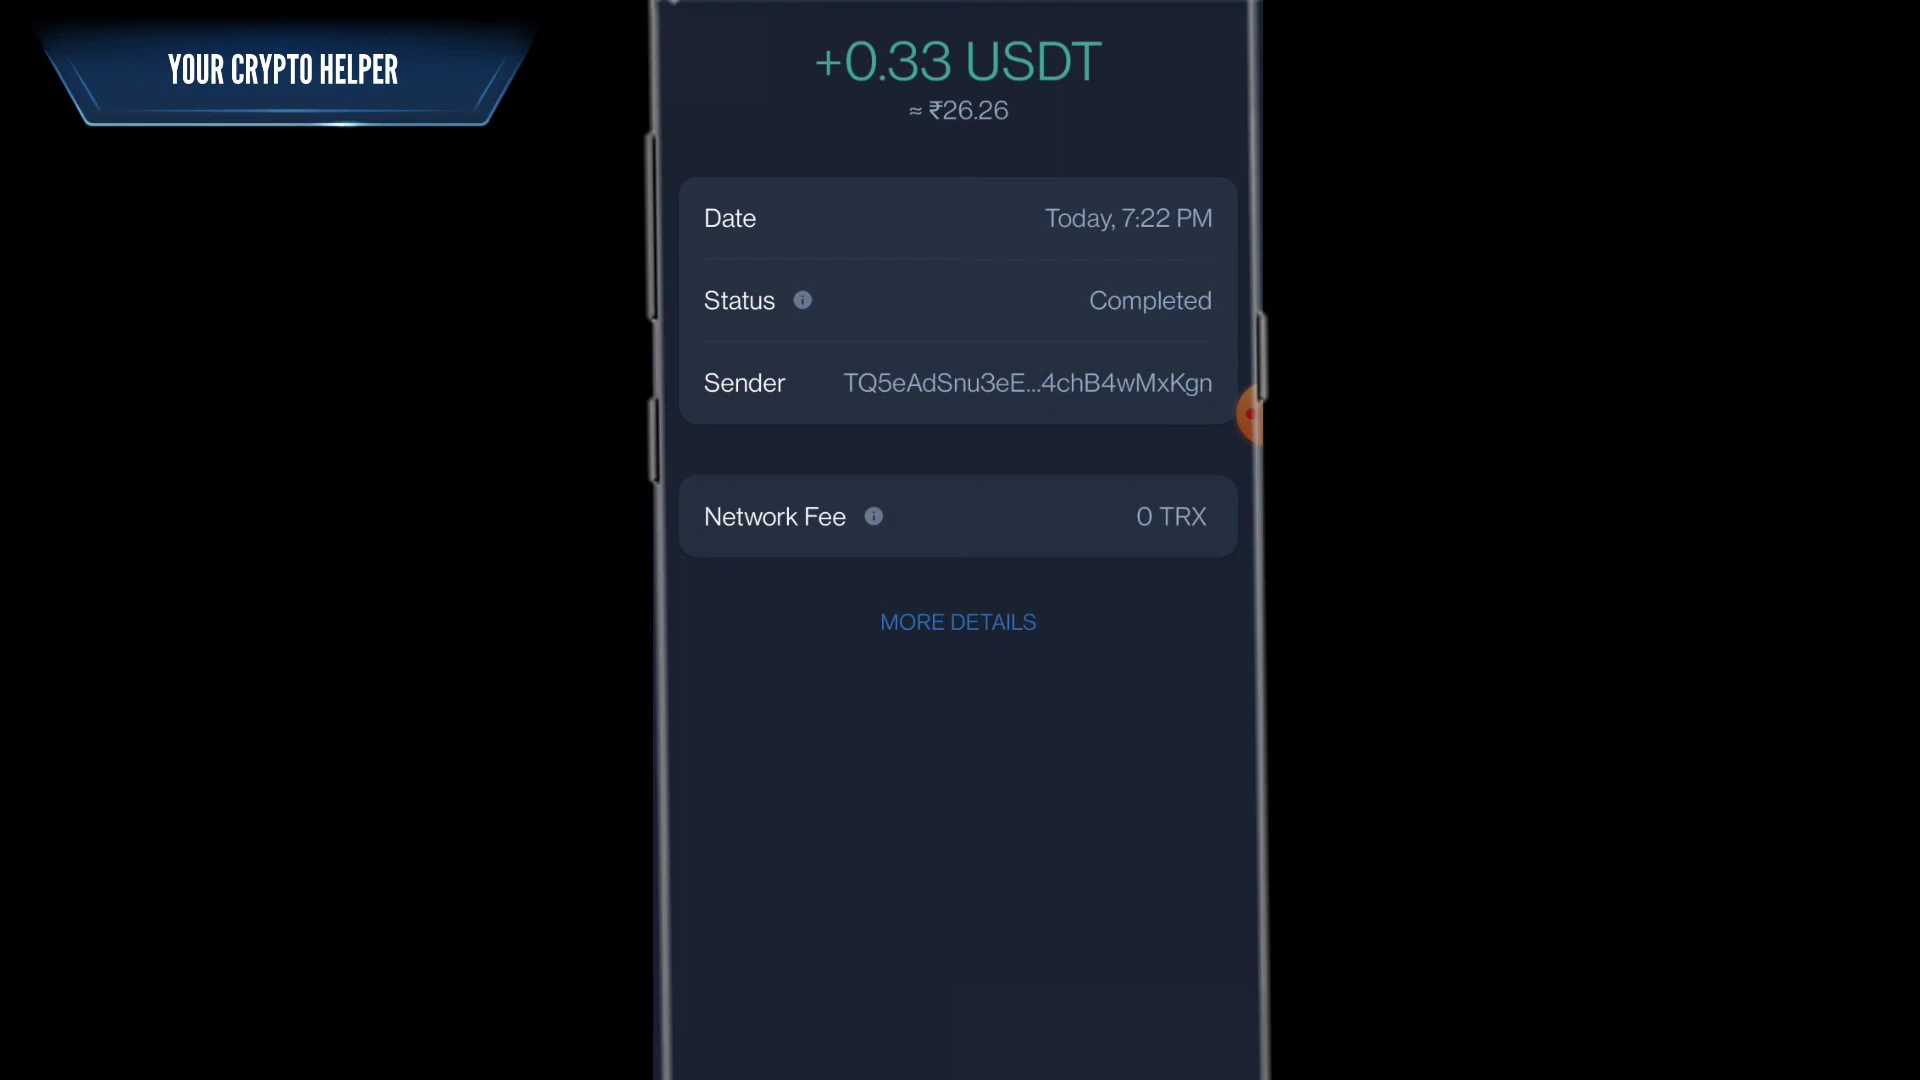 YOUR CRYPTO HELPER
+0.33 USDT
≈ ₹26.26
Date Today, 7:22 PM
Status Completed
Sender TQ5eAdSnu3eE...4chB4wMxKgn
Network Fee 0 TRX
MORE DETAILS